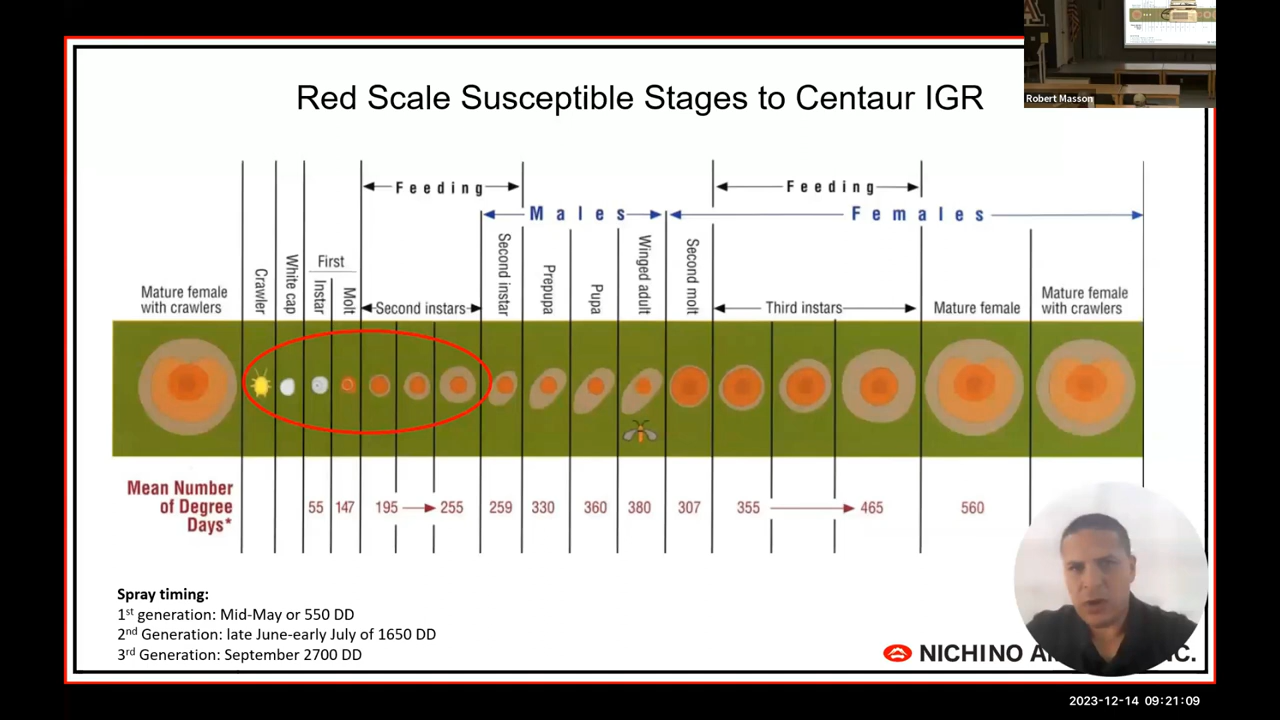 Red Scale Susceptible Stages to Centaur IGR
Robert Masson
Feeding
Feeding
Males
Females
Mature female
with crawlers
Crawler
White cap
First
Instar
Molt
Second instars
Second instar
Prepupa
Pupa
Winged adult
Second molt
Third instars
Mature female
Mature female
with crawlers
Mean Number
of Degree
Days*
55
147
195
255
259
330
360
380
307
355
465
560
Spray timing:
1st generation: Mid-May or 550 DD
2nd Generation: late June-early July of 1650 DD
3rd Generation: September 2700 DD
NICHINO
2023-12-14 09:21:09